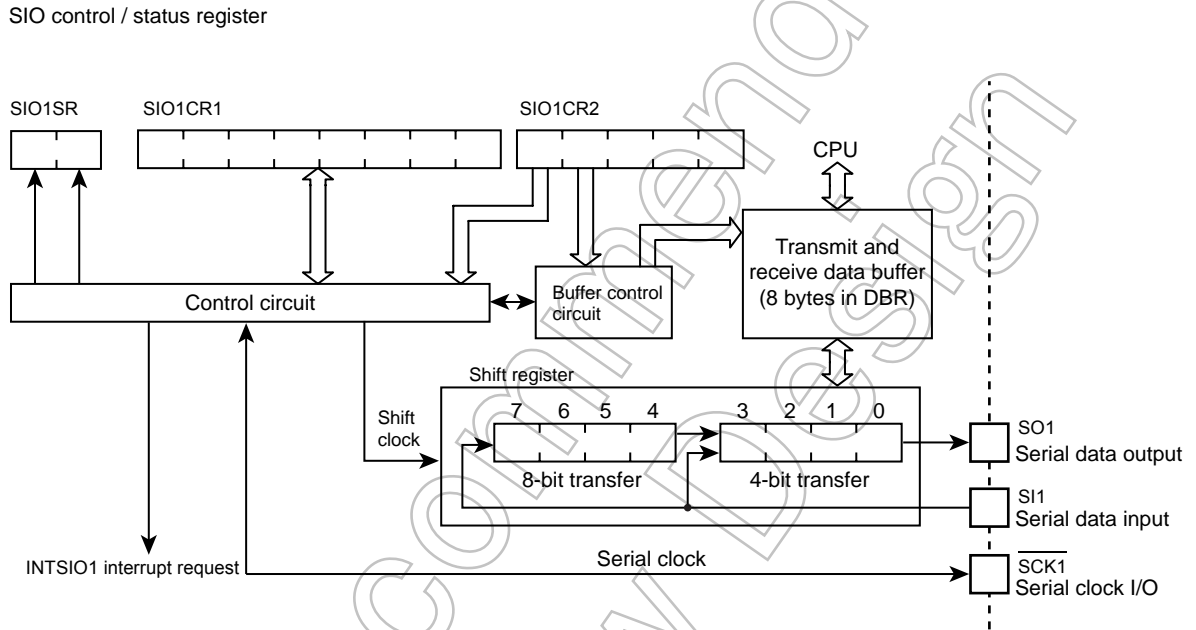 SIO control / status register
SIO1SR
SIO1CR1
SIO1CR2
CPU
Transmit and
receive data buffer
(8 bytes in DBR)
Control circuit
Buffer control
circuit
Shift register
Shift
clock
7 6 5 4 3 2 1 0
8-bit transfer
4-bit transfer
SO1
Serial data output
SI1
Serial data input
INTSIO1 interrupt request
Serial clock
SCK1
Serial clock I/O
commend
w Design